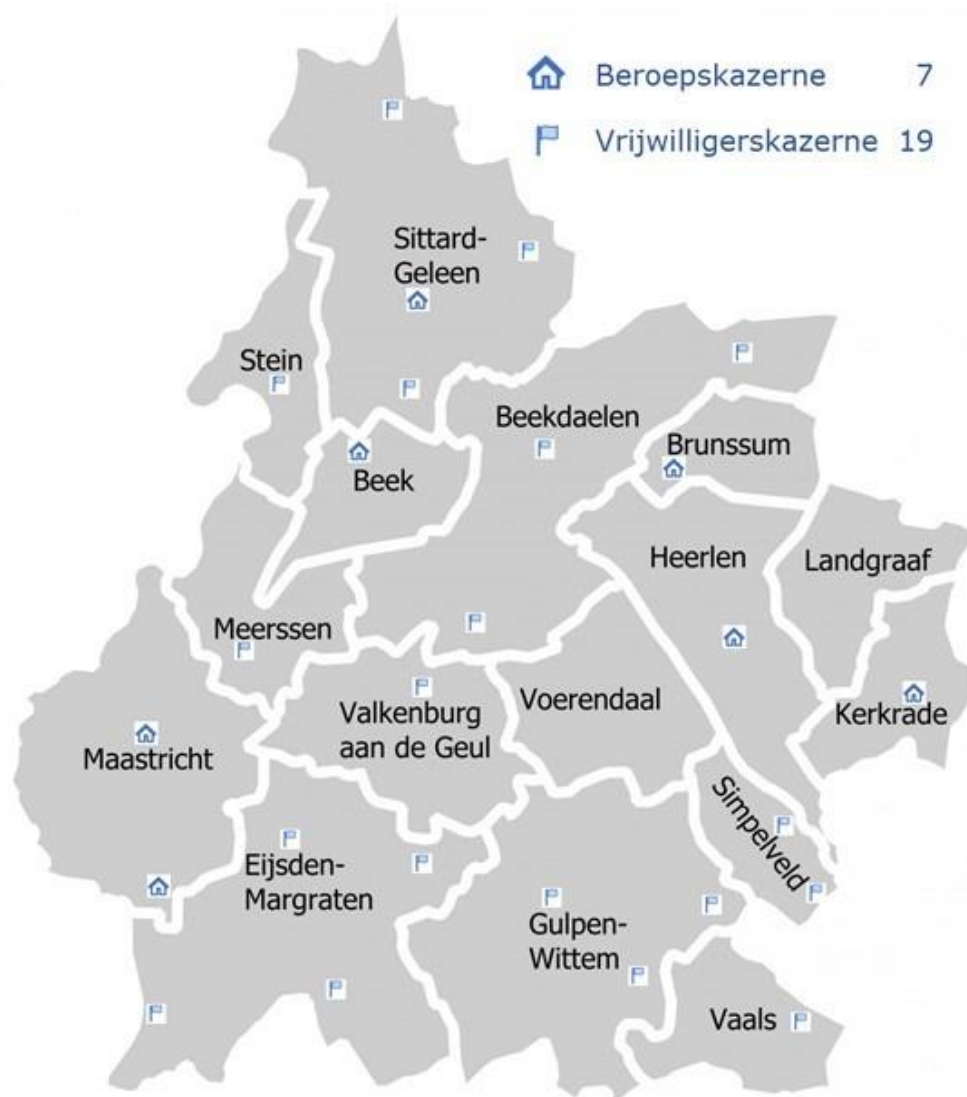 Beroepskazerne 7
Vrijwilligerskazerne 19
Sittard-
Geleen
Stein
Beekdaelen
Brunssum
Beek
Heerlen
Landgraaf
Meerssen
Voerendaal
Valkenburg
aan de Geul
Kerkrade
Maastricht
Simpelveld
Eijsden-
Margraten
Gulpen-
Wittem
Vaals